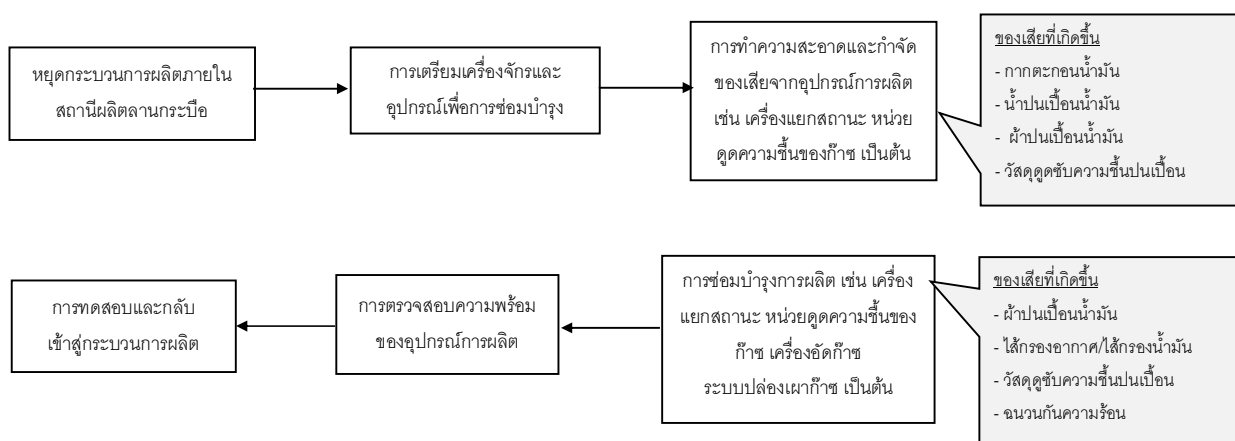 หยุดกระบวนการผลิตภายใน
สถานีผลิตลานกระบือ
การเตรียมเครื่องจักรและ
อุปกรณ์เพื่อการซ่อมบำรุง
การทำความสะอาดและกำจัด
ของเสียจากอุปกรณ์การผลิต
เช่น เครื่องแยกสถานะ หน่วย
ดูดความชื้นของก๊าซ เป็นต้น
ของเสียที่เกิดขึ้น
- กากตะกอนน้ำมัน
- น้ำปนเปื้อนน้ำมัน
- ผ้าปนเปื้อนน้ำมัน
- วัสดุดูดซับความชื้นปนเปื้อน
การซ่อมบำรุงการผลิต เช่น เครื่อง
แยกสถานะ หน่วยดูดความชื้นของ
ก๊าซ เครื่องอัดก๊าซ
ระบบปล่องเผาก๊าซ เป็นต้น
ของเสียที่เกิดขึ้น
- ผ้าปนเปื้อนน้ำมัน
- ไส้กรองอากาศ/ไส้กรองน้ำมัน
- วัสดุดูซับความชื้นปนเปื้อน
- ฉนวนกันความร้อน
การตรวจสอบความพร้อม
ของอุปกรณ์การผลิต
การทดสอบและกลับ
เข้าสู่กระบวนการผลิต